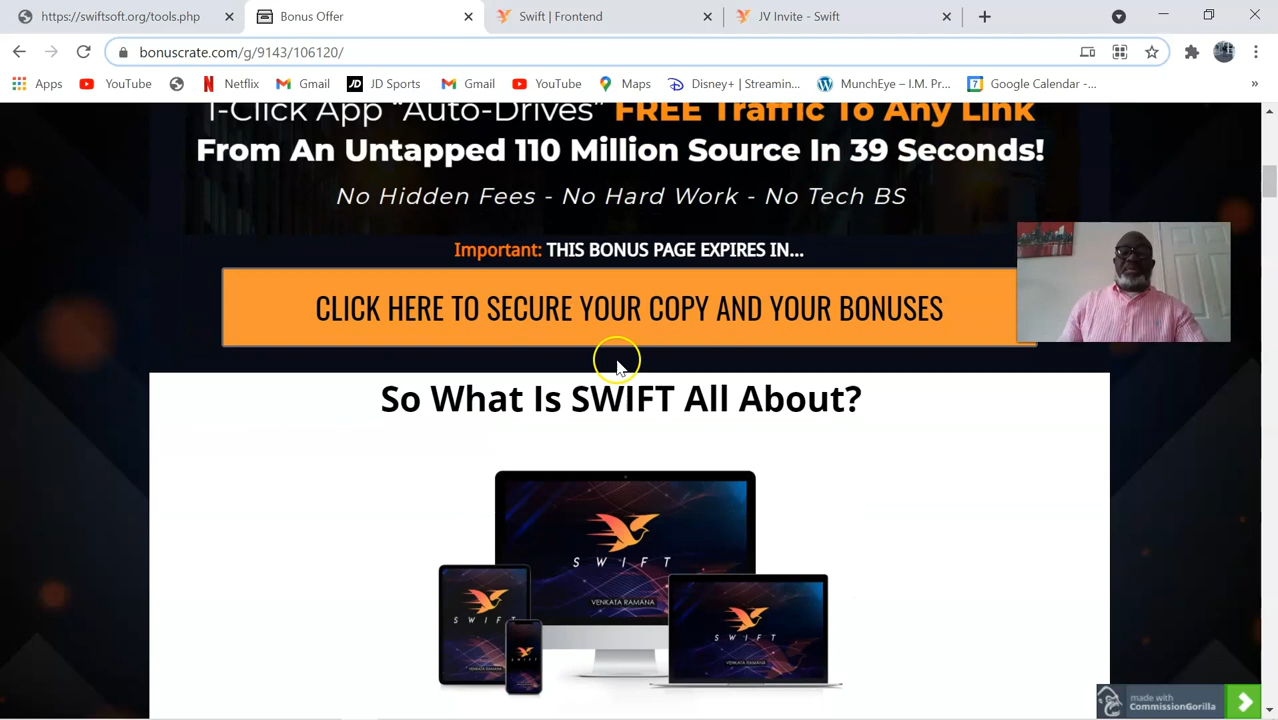 https://swiftsoft.org/tools.php
Bonus Offer
Swift | Frontend
JV Invite - Swift
bonuscrate.com/g/9143/106120/
Apps
YouTube
Netflix
Gmail
JD
JD Sports
Gmail
YouTube
Maps
Disney+ | Streamin...
MunchEye – I.M. Pr...
7
Google Calendar -...
»
1-Click App “Auto-Drives” FREE Traffic To Any Link
From An Untapped 110 Million Source In 39 Seconds!
No Hidden Fees - No Hard Work - No Tech BS
Important: THIS BONUS PAGE EXPIRES IN...
CLICK HERE TO SECURE YOUR COPY AND YOUR BONUSES
So What Is SWIFT All About?
SWIFT
VENKATA RAMANA
SWIFT
SWIFT
VENKATA RAMANA
SWIFT
made with
CommissionGorilla